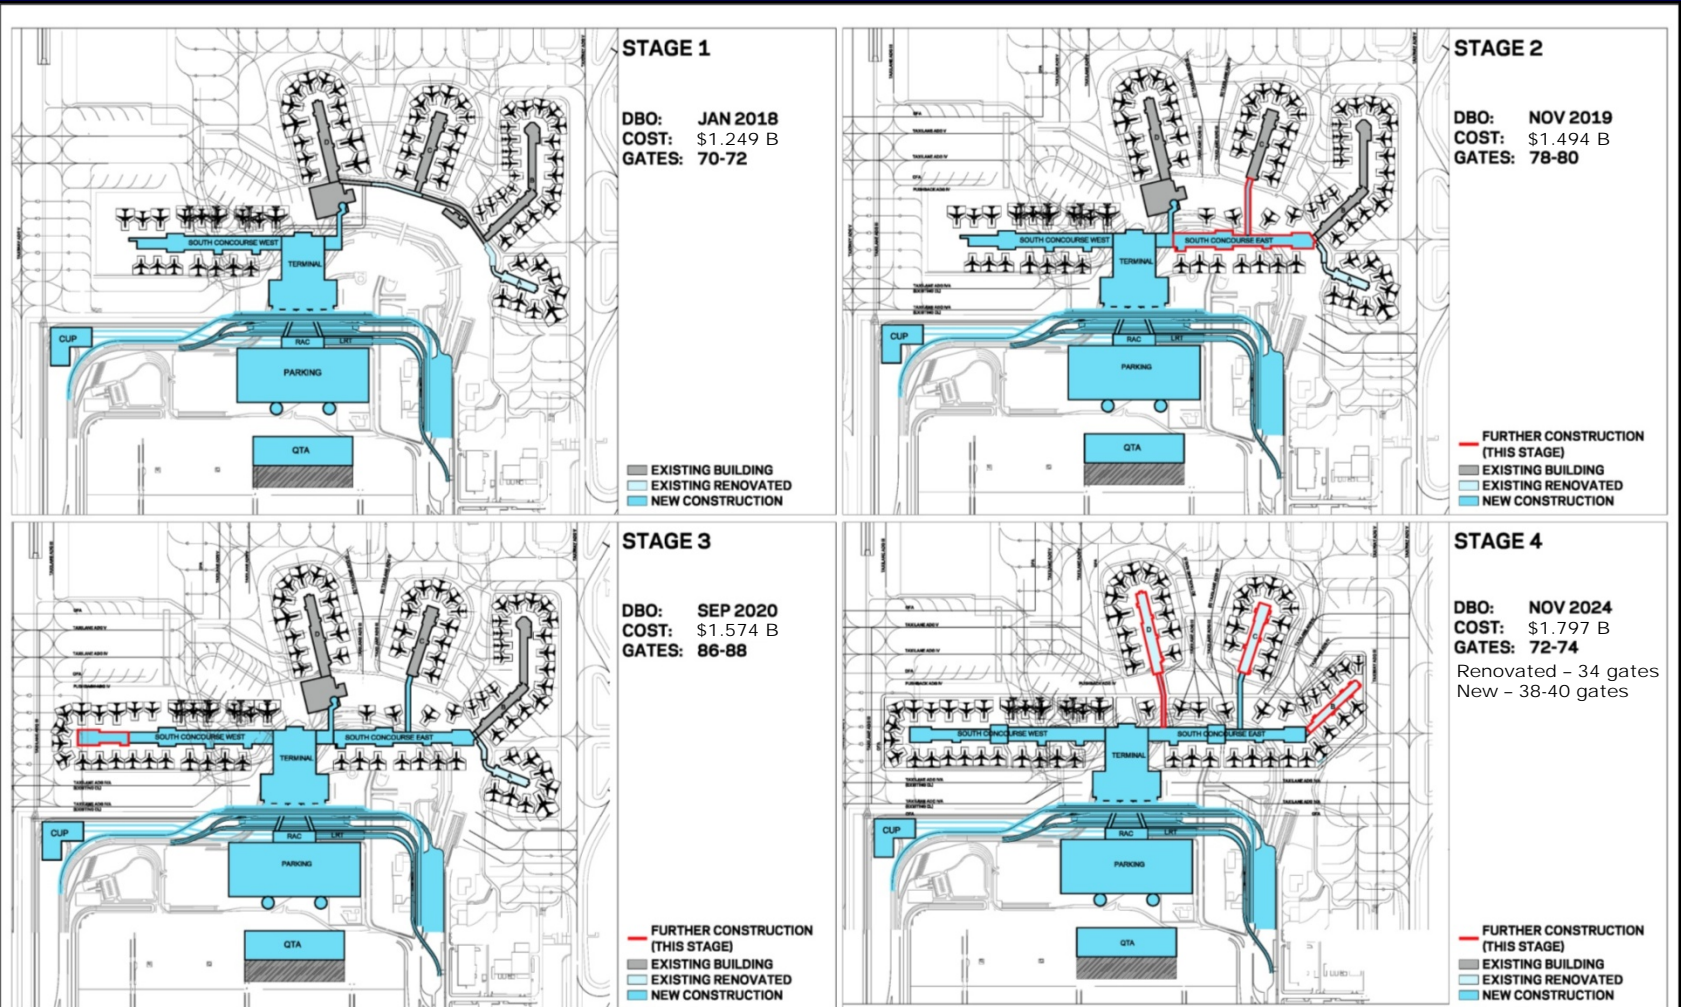 STAGE 1
DBO: JAN 2018
COST: $1.249 B
GATES: 70-72
D
C
SOUTH CONCOURSE WEST
TERMINAL
A
CUP
RAC
LRT
PARKING
QTA
EXISTING BUILDING
EXISTING RENOVATED
NEW CONSTRUCTION
STAGE 2
DBO: NOV 2019
COST: $1.494 B
GATES: 78-80
D
C
SOUTH CONCOURSE WEST
SOUTH CONCOURSE EAST
TERMINAL
A
CUP
RAC
LRT
PARKING
QTA
FURTHER CONSTRUCTION
(THIS STAGE)
EXISTING BUILDING
EXISTING RENOVATED
NEW CONSTRUCTION
STAGE 3
DBO: SEP 2020
COST: $1.574 B
GATES: 86-88
D
C
SOUTH CONCOURSE WEST
SOUTH CONCOURSE EAST
TERMINAL
A
CUP
RAC
LRT
PARKING
QTA
FURTHER CONSTRUCTION
(THIS STAGE)
EXISTING BUILDING
EXISTING RENOVATED
NEW CONSTRUCTION
STAGE 4
DBO: NOV 2024
COST: $1.797 B
GATES: 72-74
Renovated – 34 gates
New – 38-40 gates
D
C
B
SOUTH CONCOURSE WEST
SOUTH CONCOURSE EAST
TERMINAL
CUP
RAC
LRT
PARKING
QTA
FURTHER CONSTRUCTION
(THIS STAGE)
EXISTING BUILDING
EXISTING RENOVATED
NEW CONSTRUCTION